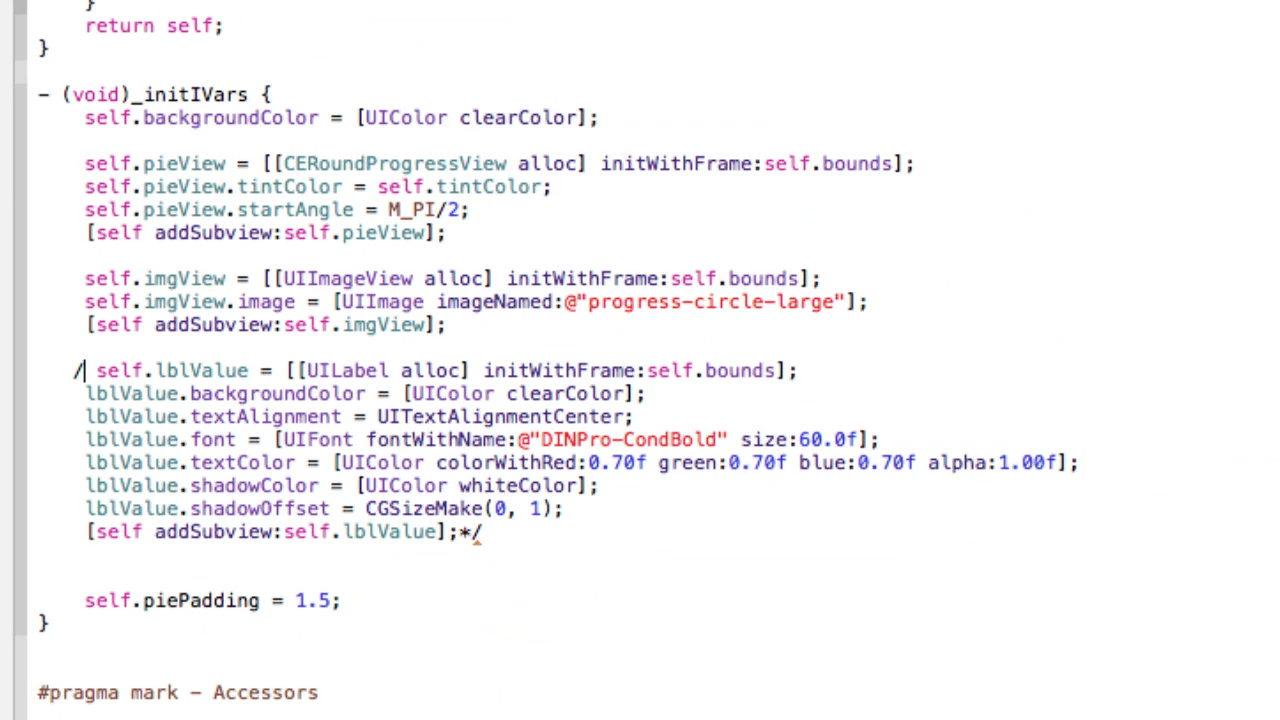 }
return self;
}
- (void)_initIVars {
self.backgroundColor = [UIColor clearColor];
self.pieView = [[CERoundProgressView alloc] initWithFrame:self.bounds];
self.pieView.tintColor = self.tintColor;
self.pieView.startAngle = M_PI/2;
[self addSubview:self.pieView];
self.imgView = [[UIImageView alloc] initWithFrame:self.bounds];
self.imgView.image = [UIImage imageNamed:@"progress-circle-large"];
[self addSubview:self.imgView];
/ self.lblValue = [[UILabel alloc] initWithFrame:self.bounds];
lblValue.backgroundColor = [UIColor clearColor];
lblValue.textAlignment = UITextAlignmentCenter;
lblValue.font = [UIFont fontWithName:@"DINPro-CondBold" size:60.0f];
lblValue.textColor = [UIColor colorWithRed:0.70f green:0.70f blue:0.70f alpha:1.00f];
lblValue.shadowColor = [UIColor whiteColor];
lblValue.shadowOffset = CGSizeMake(0, 1);
[self addSubview:self.lblValue];*/
self.piePadding = 1.5;
}
#pragma mark - Accessors